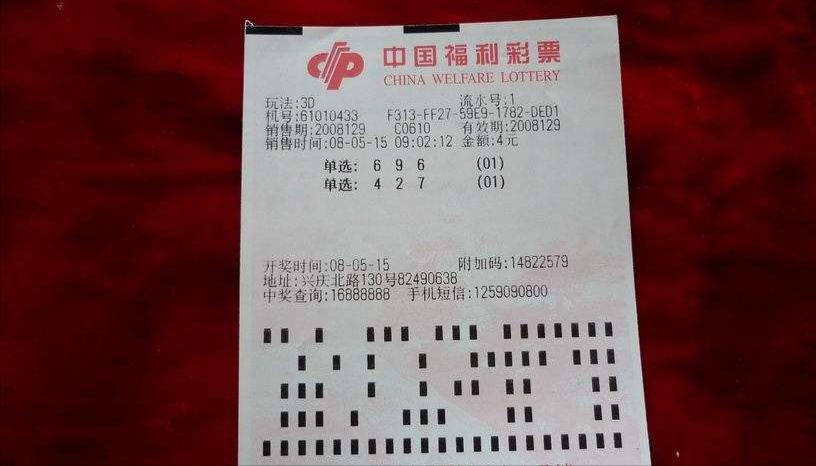 中国福利彩票
CHINA WELFARE LOTTERY
玩法:3D 流水号:1
机号:61010433 F313-FF27-59E9-1782-DED1
销售期:2008129 C0610 有效期:2008129
销售时间:08-05-15 09:02:12 金额:4元
单选: 6 9 6 (01)
单选: 4 2 7 (01)
开奖时间:08-05-15 附加码:14822579
地址:兴庆北路130号82490638
中奖查询:16888888 手机短信:1259090800